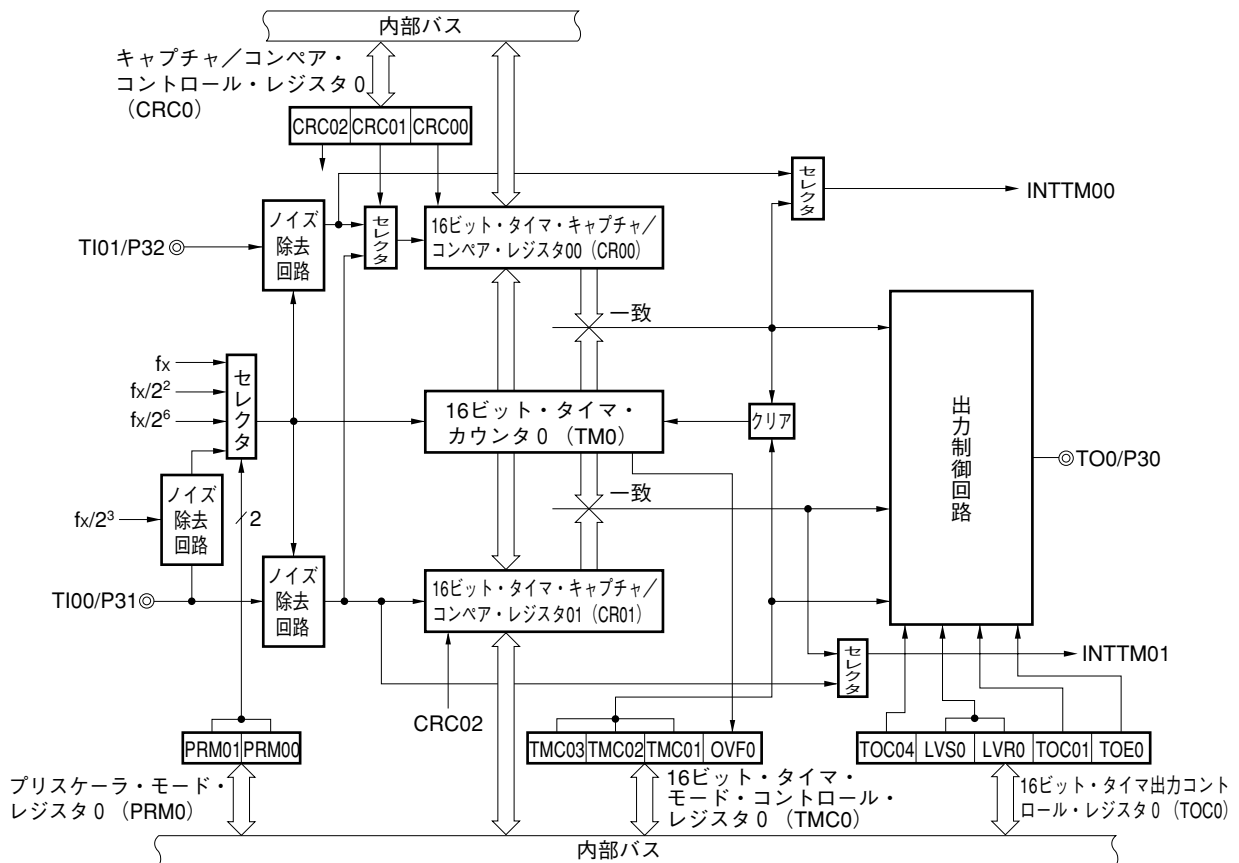 内部バス
キャプチャ／コンペア・
コントロール・レジスタ0
（CRC0）
CRC02 CRC01 CRC00
セレクタ
INTTM00
TI01/P32
ノイズ
除去
回路
セレクタ
16ビット・タイマ・キャプチャ／
コンペア・レジスタ00（CR00）
一致
fx
fx/2²
fx/2⁶
セレクタ
16ビット・タイマ・
カウンタ0（TM0）
クリア
出力制御回路
TO0/P30
fx/2³
ノイズ
除去
回路
2
一致
TI00/P31
ノイズ
除去
回路
16ビット・タイマ・キャプチャ／
コンペア・レジスタ01（CR01）
セレクタ
INTTM01
CRC02
PRM01 PRM00
TMC03 TMC02 TMC01 OVF0
TOC04 LVS0 LVR0 TOC01 TOE0
プリスケーラ・モード・
レジスタ0（PRM0）
16ビット・タイマ・
モード・コントロール・
レジスタ0（TMC0）
16ビット・タイマ出力コント
ロール・レジスタ0（TOC0）
内部バス